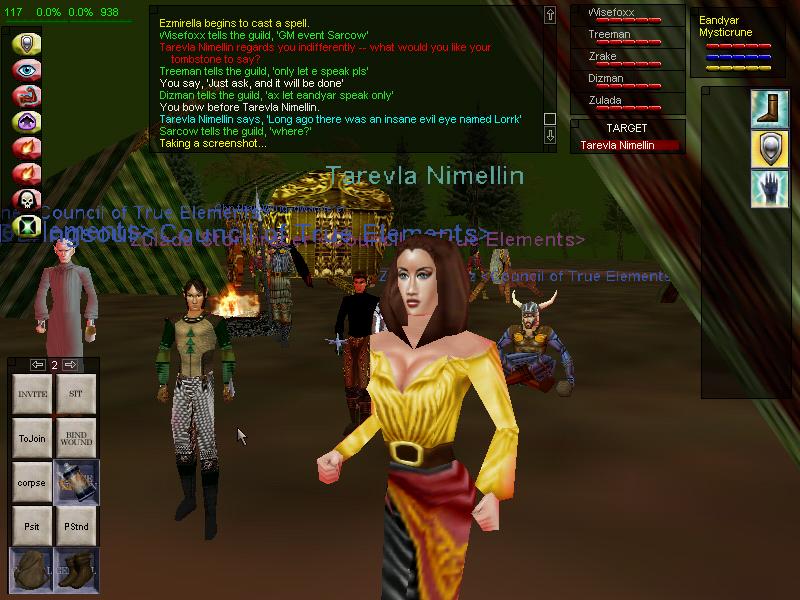 117 0.0% 0.0% 938
Ezmirella begins to cast a spell.
Wisefoxx tells the guild, 'GM event Sarcow'
Tarevla Nimellin regards you indifferently -- what would you like your
tombstone to say?
Treeman tells the guild, 'only let e speak pls'
You say, 'Just ask, and it will be done'
Dizman tells the guild, 'ax let eandyar speak only'
You bow before Tarevla Nimellin.
Tarevla Nimellin says, 'Long ago there was an insane evil eye named Lorrk'
Sarcow tells the guild, 'where?'
Taking a screenshot...
Wisefoxx
Treeman
Zrake
Dizman
Zulada
TARGET
Tarevla Nimellin
Eandyar
Mysticrune
Tarevla Nimellin
Council of True Elements>
Elements> Council of True Elements>
Zulada
True Elements>
<Council of True Elements
2
INVITE
SIT
ToJoin
BIND
WOUND
corpse
Psit
PStnd